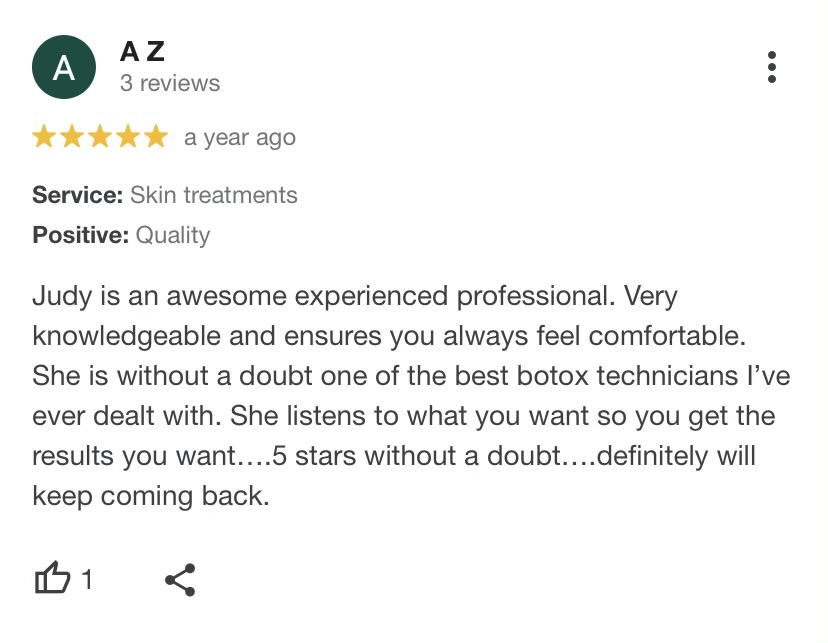 A
A Z
3 reviews
a year ago
Service: Skin treatments
Positive: Quality
Judy is an awesome experienced professional. Very
knowledgeable and ensures you always feel comfortable.
She is without a doubt one of the best botox technicians I’ve
ever dealt with. She listens to what you want so you get the
results you want….5 stars without a doubt….definitely will
keep coming back.
1